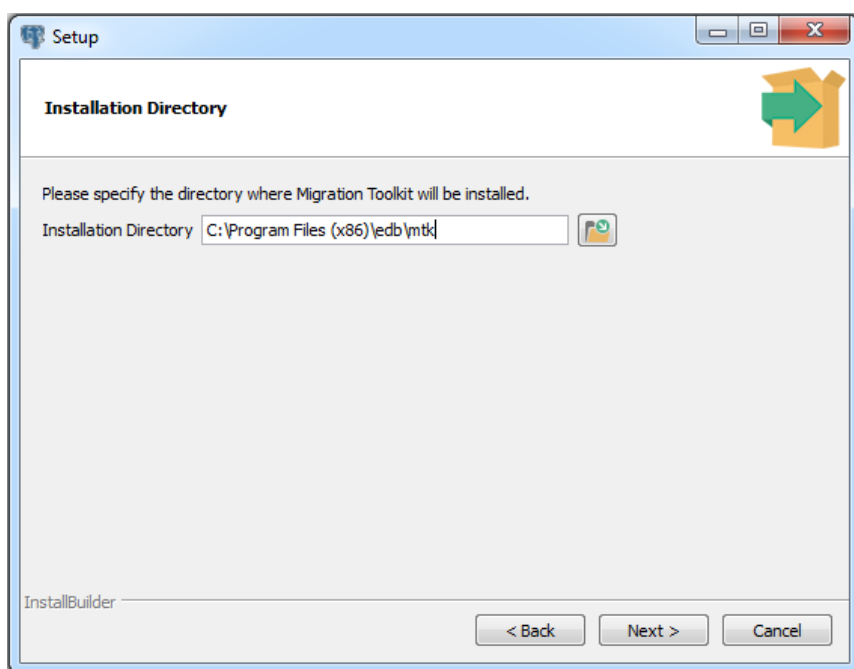 Setup
Installation Directory
Please specify the directory where Migration Toolkit will be installed.
Installation Directory C:\Program Files (x86)\edb\mtk
InstallBuilder
< Back Next > Cancel